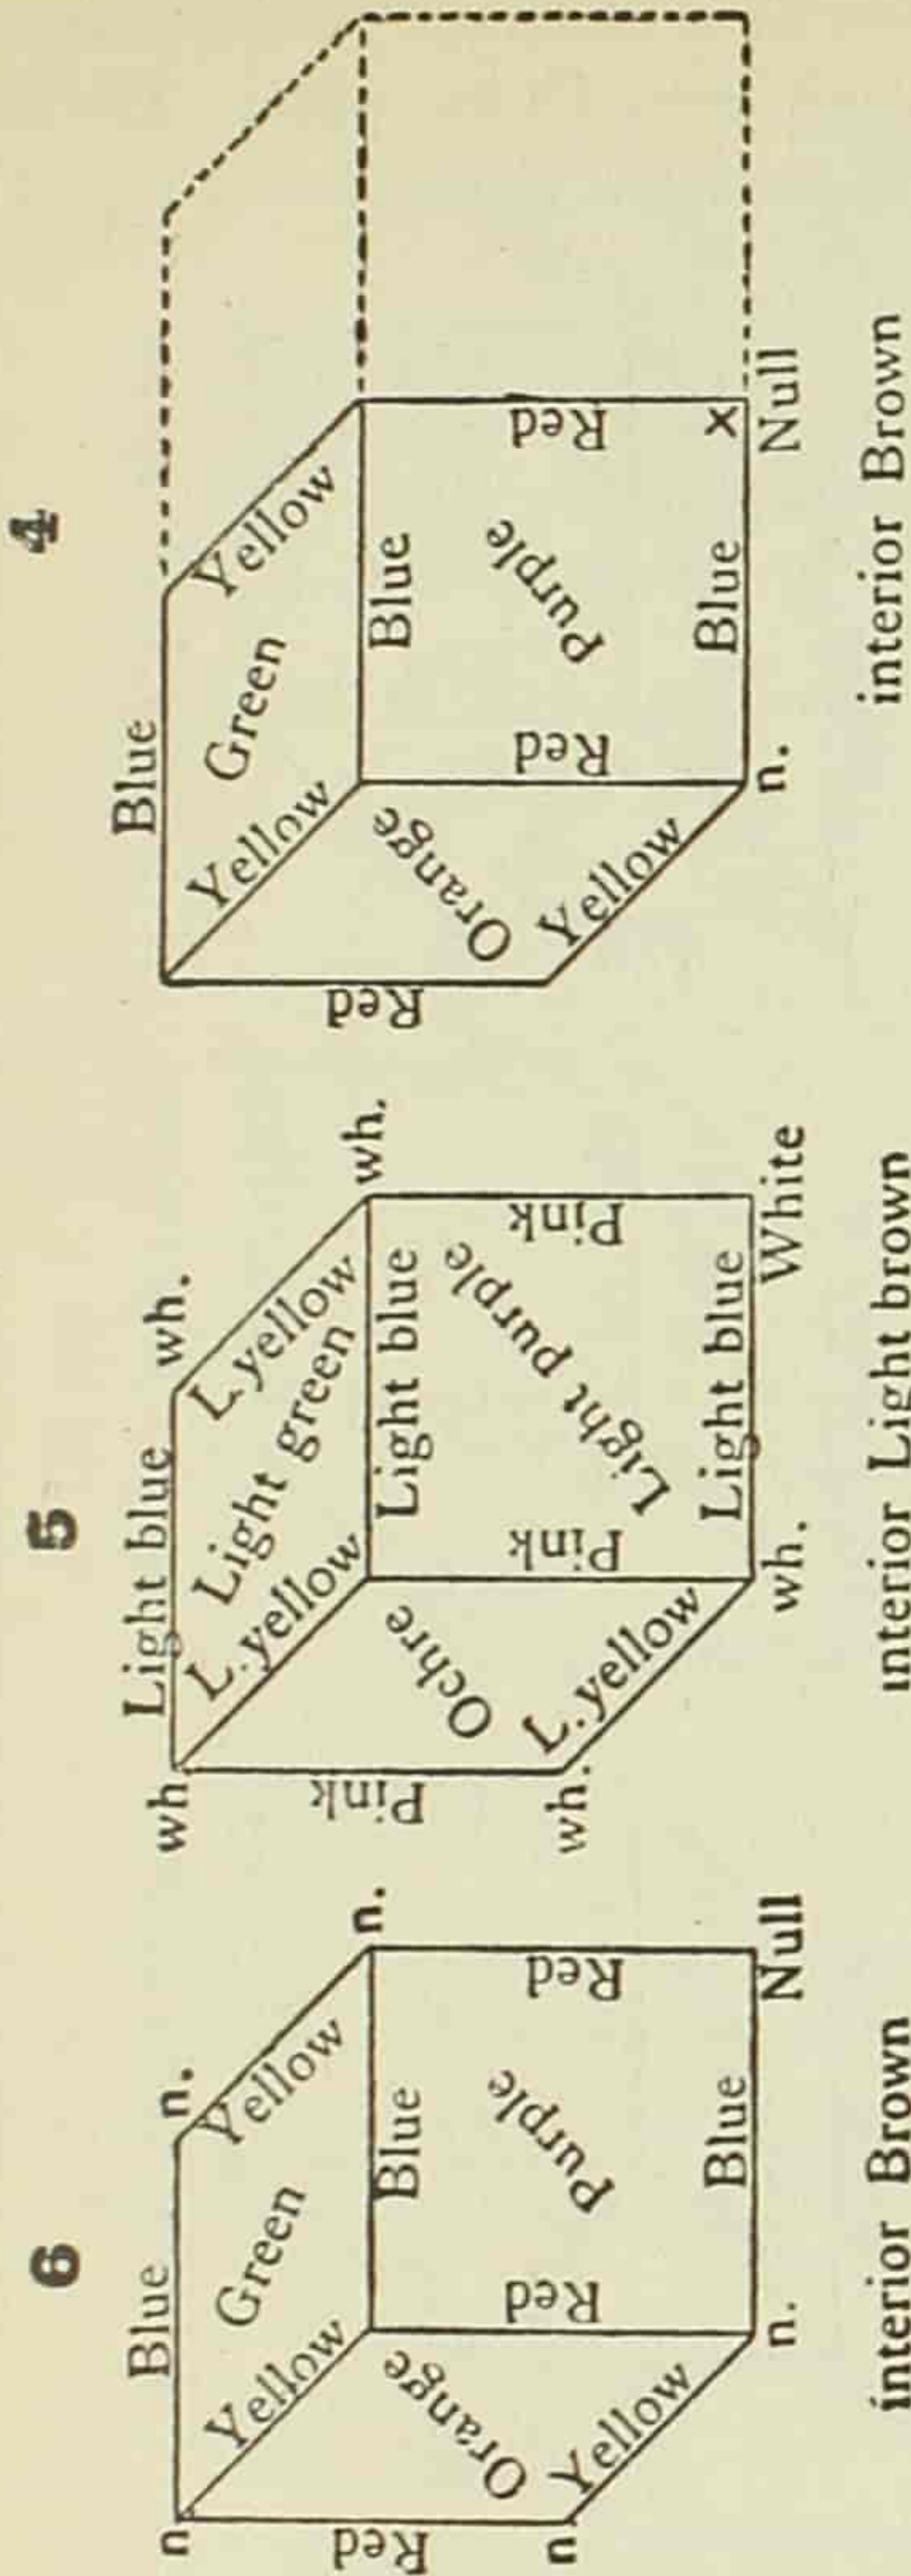 6
Blue
n
n.
Yellow
Green
Yellow
n.
Blue
Red
Orange
Red
Purple
Red
n
Yellow
Blue
n.
Null
interior Brown
5
Light blue
wh
wh.
L.yellow
Light green
L.yellow
wh.
Light blue
Pink
Ochre
Pink
Light purple
Pink
wh.
L.yellow
Light blue
wh.
White
interior Light brown
4
Blue
Yellow
Green
Yellow
Blue
Red
Orange
Red
Purple
Red
Yellow
Blue
x
n.
Null
interior Brown